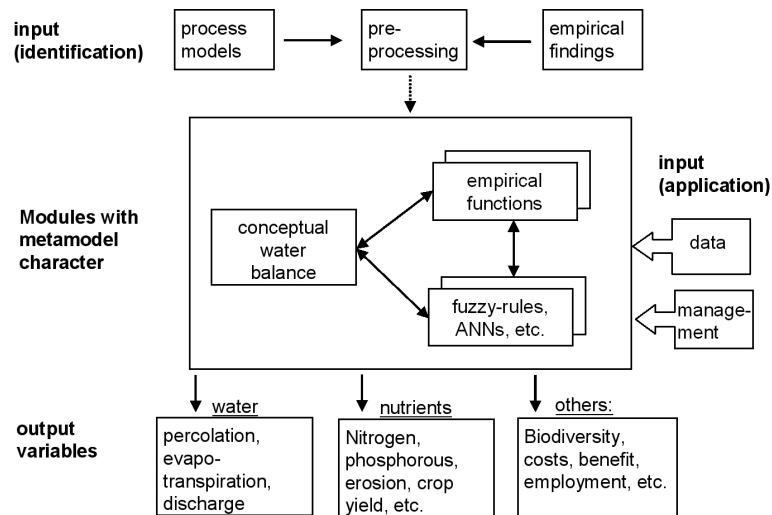 input
(identification)
process
models
pre-
processing
empirical
findings
Modules with
metamodel
character
conceptual
water
balance
empirical
functions
fuzzy-rules,
ANNs, etc.
input
(application)
data
manage-
ment
output
variables
water
percolation,
evapo-
transpiration,
discharge
nutrients
Nitrogen,
phosphorous,
erosion, crop
yield, etc.
others:
Biodiversity,
costs, benefit,
employment, etc.